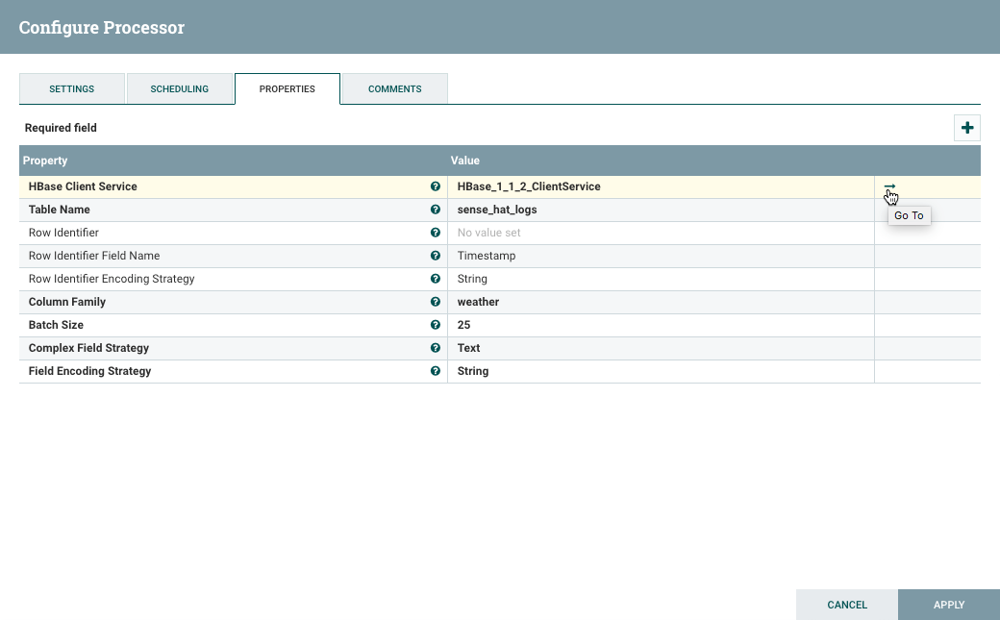 Configure Processor
SETTINGS SCHEDULING PROPERTIES COMMENTS
Required field
Property Value
HBase Client Service HBase_1_1_2_ClientService
Table Name sense_hat_logs
Go To
Row Identifier No value set
Row Identifier Field Name Timestamp
Row Identifier Encoding Strategy String
Column Family weather
Batch Size 25
Complex Field Strategy Text
Field Encoding Strategy String
CANCEL APPLY